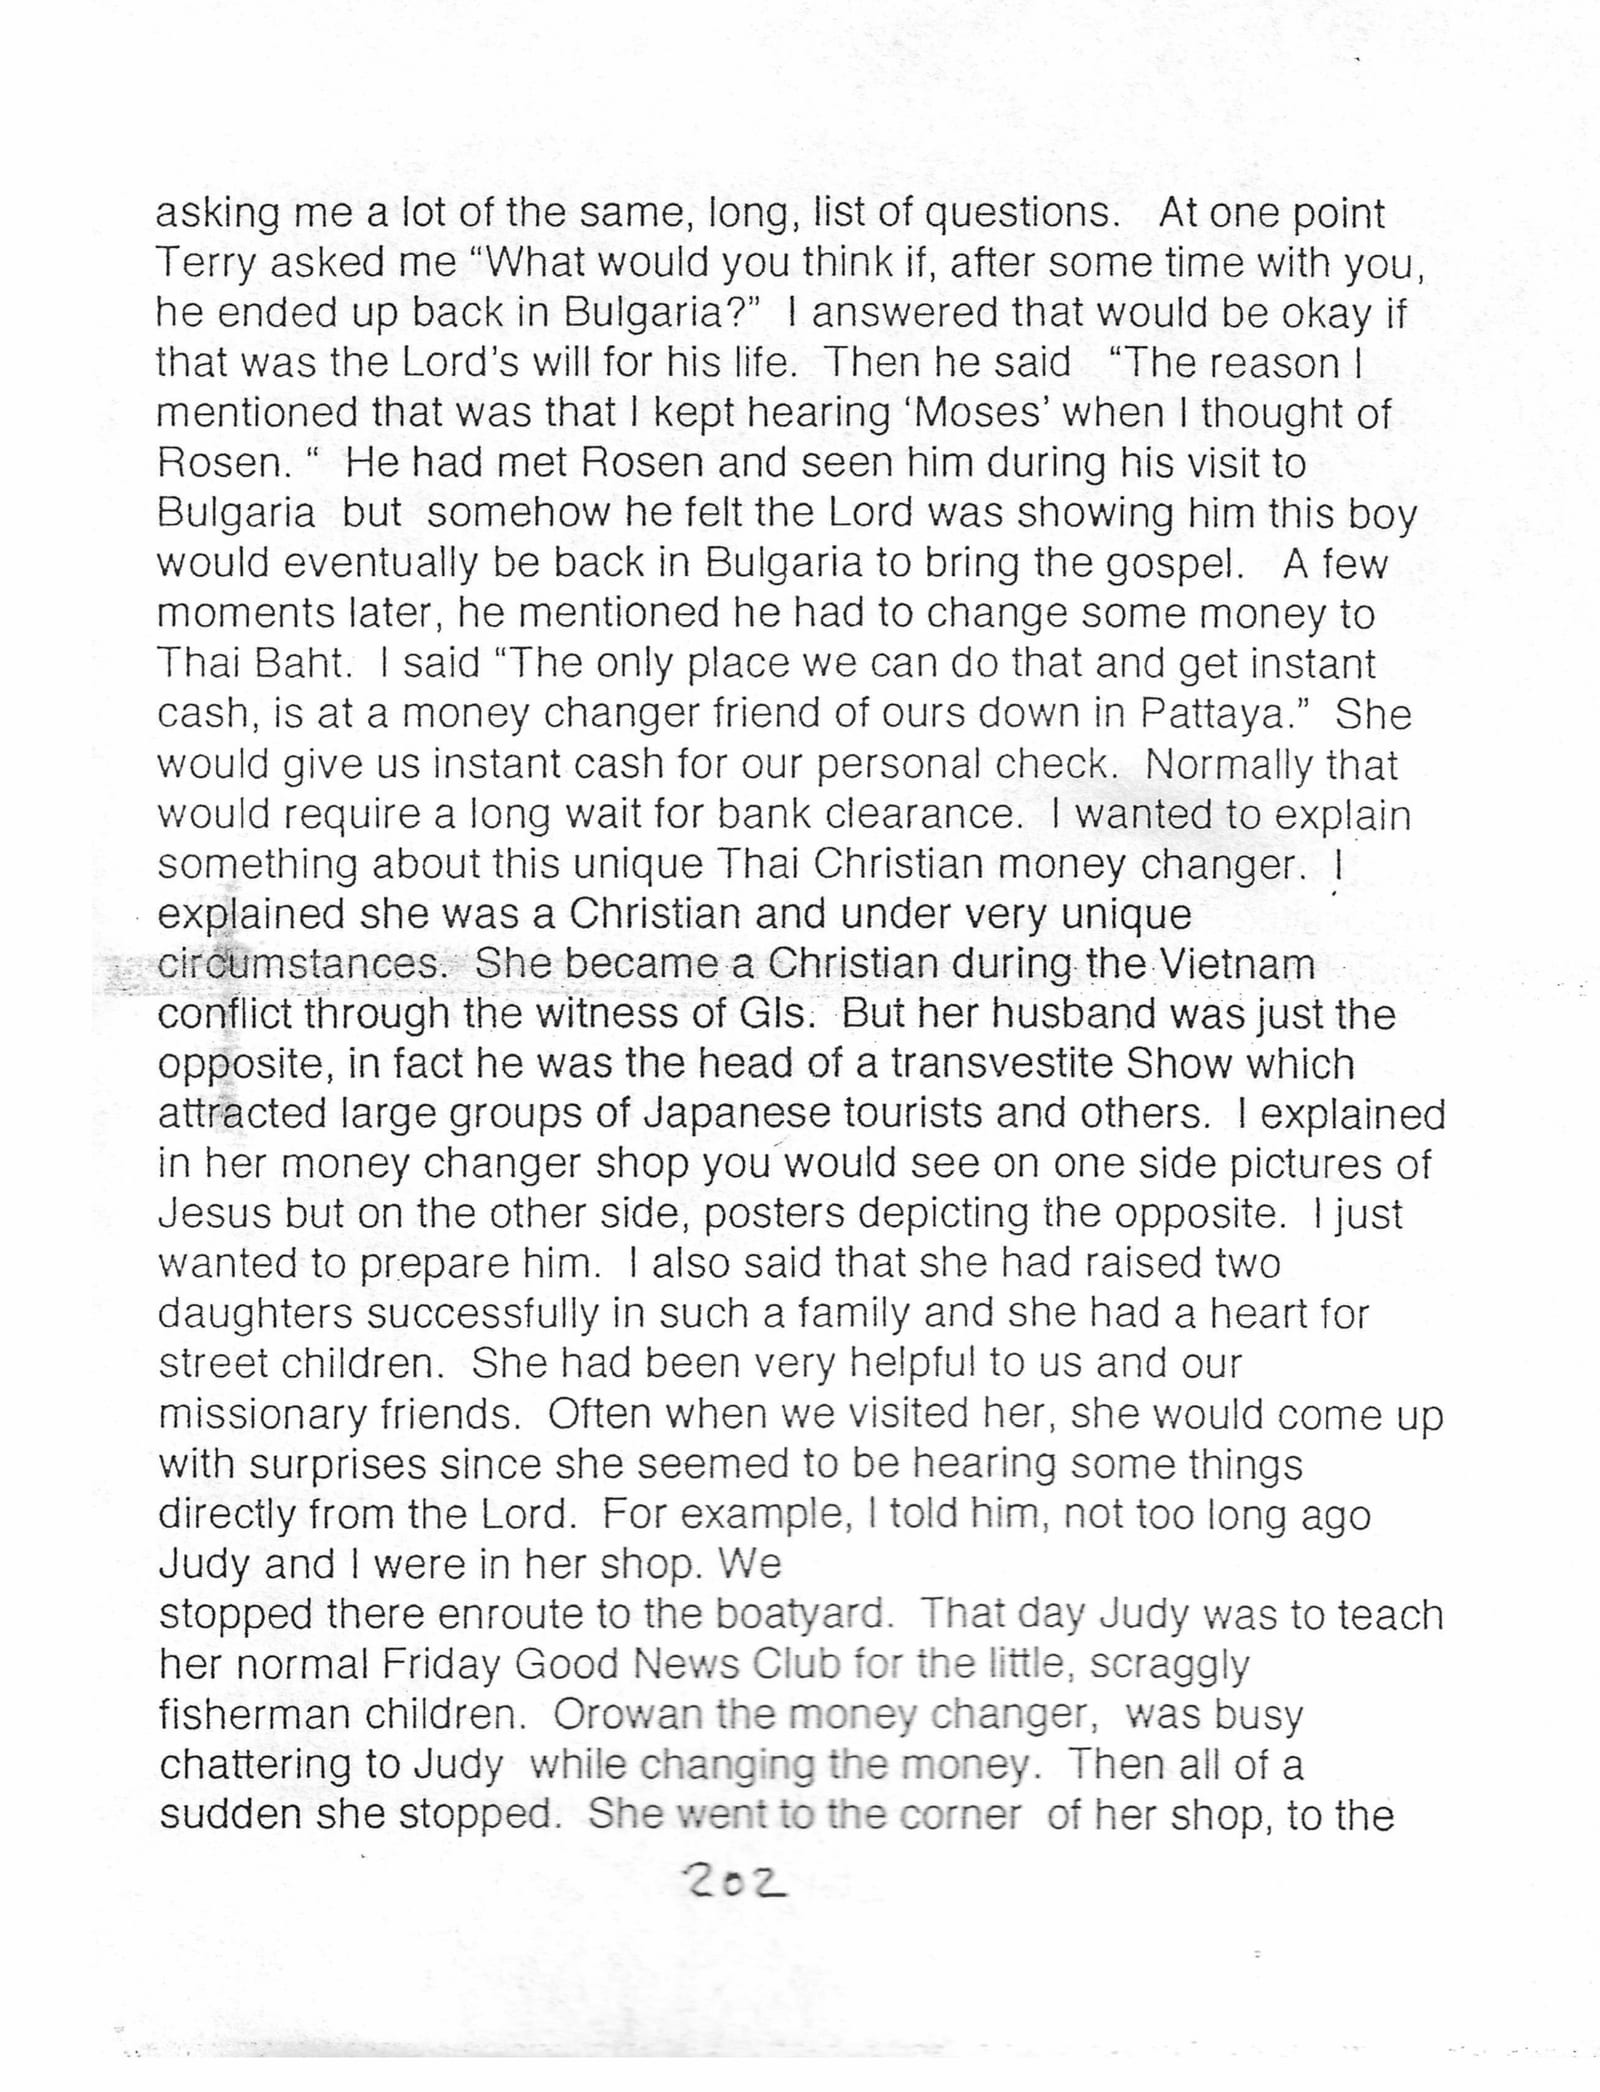 asking me a lot of the same, long, list of questions.   At one point
Terry asked me “What would you think if, after some time with you,
he ended up back in Bulgaria?”  I answered that would be okay if
that was the Lord’s will for his life.  Then he said   “The reason I
mentioned that was that I kept hearing ‘Moses’ when I thought of
Rosen. “  He had met Rosen and seen him during his visit to
Bulgaria  but  somehow he felt the Lord was showing him this boy
would eventually be back in Bulgaria to bring the gospel.   A few
moments later, he mentioned he had to change some money to
Thai Baht.  I said “The only place we can do that and get instant
cash, is at a money changer friend of ours down in Pattaya.”  She
would give us instant cash for our personal check.  Normally that
would require a long wait for bank clearance.  I wanted to explain
something about this unique Thai Christian money changer.  I
explained she was a Christian and under very unique
circumstances.  She became a Christian during the Vietnam
conflict through the witness of GIs.  But her husband was just the
opposite, in fact he was the head of a transvestite Show which
attracted large groups of Japanese tourists and others.  I explained
in her money changer shop you would see on one side pictures of
Jesus but on the other side, posters depicting the opposite.  I just
wanted to prepare him.  I also said that she had raised two
daughters successfully in such a family and she had a heart for
street children.  She had been very helpful to us and our
missionary friends.  Often when we visited her, she would come up
with surprises since she seemed to be hearing some things
directly from the Lord.  For example, I told him, not too long ago
Judy and I were in her shop. We
stopped there enroute to the boatyard.  That day Judy was to teach
her normal Friday Good News Club for the little, scraggly
fisherman children.  Orowan the money changer,  was busy
chattering to Judy  while changing the money.  Then all of a
sudden she stopped.  She went to the corner  of her shop, to the
202